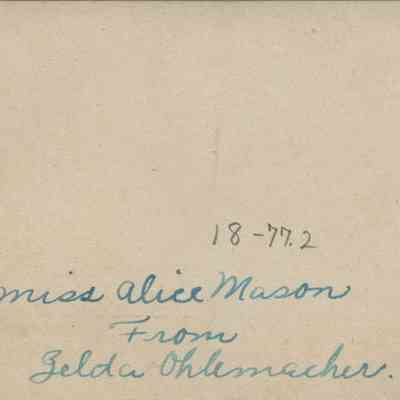 18-77.2
miss Alice Mason
From
Zelda Ohlemacher.